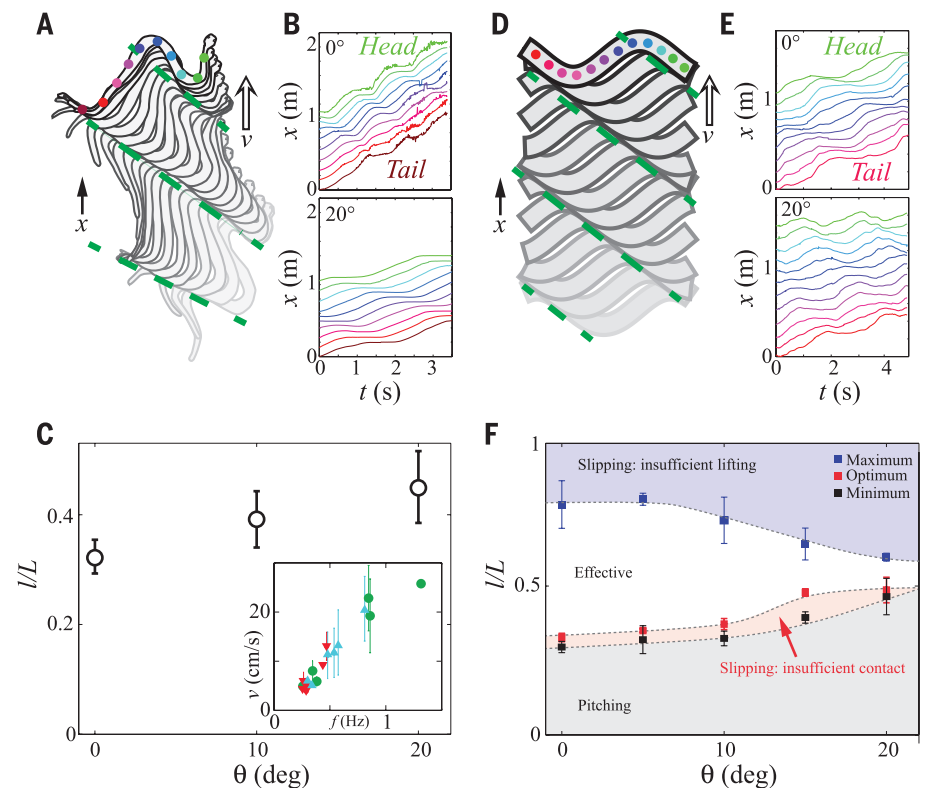 A
v
x
B
0°
Head
Tail
2
1
0
x (m)
20°
2
1
0
x (m)
0
1
2
3
t (s)
D
v
x
E
0°
Head
Tail
1
0
x (m)
20°
1
0
x (m)
0
2
4
t (s)
C
0.4
0.2
0
l/L
0
10
20
θ (deg)
20
v (cm/s)
0
f (Hz)
1
F
1
0.5
0
l/L
Slipping: insufficient lifting
Maximum
Optimum
Minimum
Effective
Slipping: insufficient contact
Pitching
0
10
20
θ (deg)